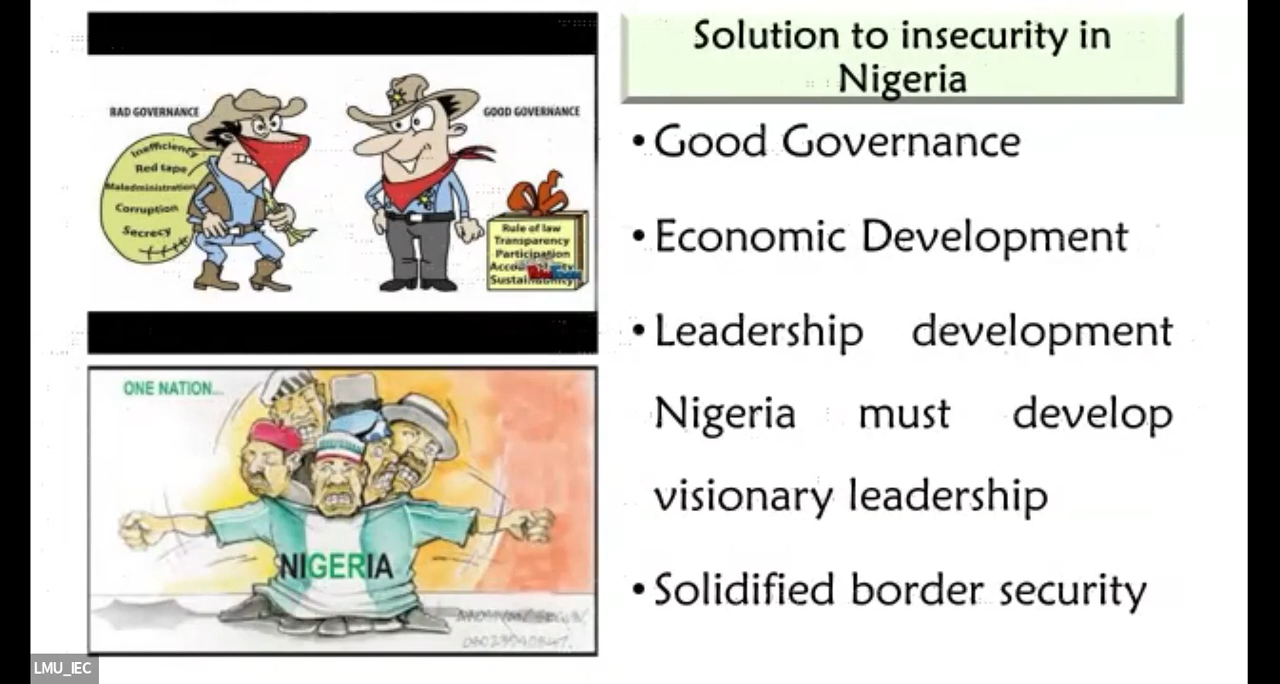 BAD GOVERNANCE
Inefficiency
Red tape
Maladministration
Corruption
Secrecy
GOOD GOVERNANCE
Rule of law
Transparency
Participation
ONE NATION...
NIGERIA
Solution to insecurity in
Nigeria
•Good Governance
•Economic Development
•Leadership development
Nigeria must develop
visionary leadership
•Solidified border security
LMU_IEC